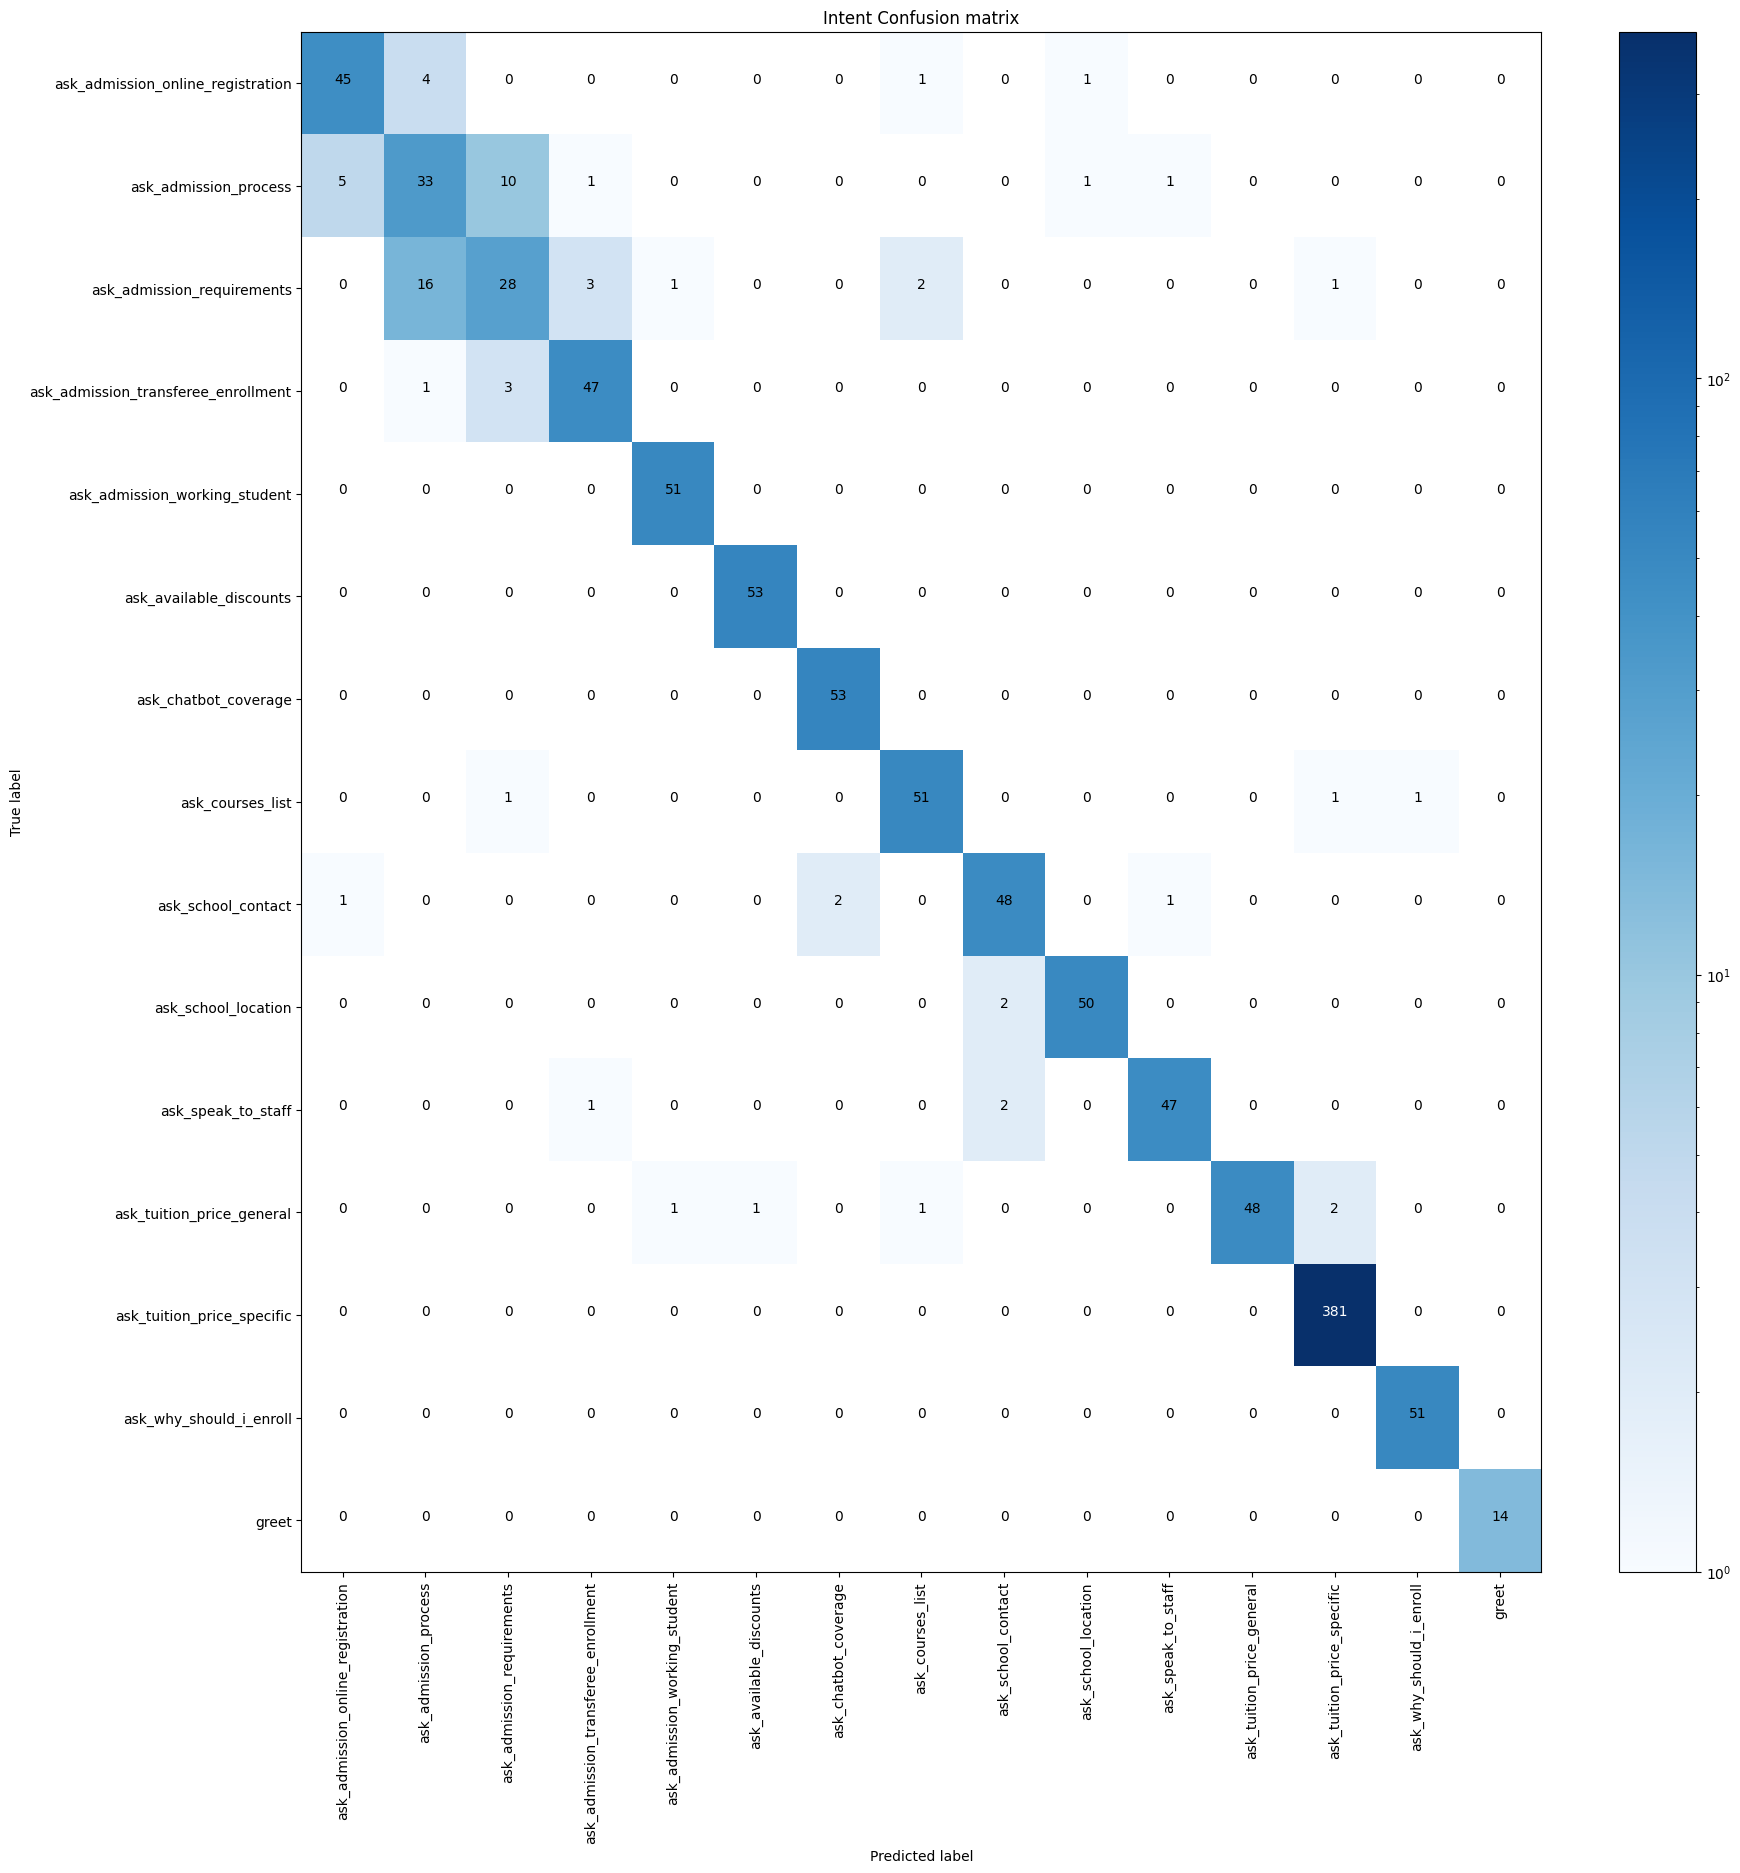 Intent Confusion matrix
ask_admission_online_registration 45 4 0 0 0 0 0 1 0 1 0 0 0 0 0
ask_admission_process 5 33 10 1 0 0 0 0 0 1 1 0 0 0 0
ask_admission_requirements 0 16 28 3 1 0 0 2 0 0 0 0 1 0 0
ask_admission_transferee_enrollment 0 1 3 47 0 0 0 0 0 0 0 0 0 0 0
ask_admission_working_student 0 0 0 0 51 0 0 0 0 0 0 0 0 0 0
ask_available_discounts 0 0 0 0 0 53 0 0 0 0 0 0 0 0 0
ask_chatbot_coverage 0 0 0 0 0 0 53 0 0 0 0 0 0 0 0
ask_courses_list 0 0 1 0 0 0 0 51 0 0 0 0 1 1 0
ask_school_contact 1 0 0 0 0 0 2 0 48 0 1 0 0 0 0
ask_school_location 0 0 0 0 0 0 0 0 2 50 0 0 0 0 0
ask_speak_to_staff 0 0 0 1 0 0 0 0 2 0 47 0 0 0 0
ask_tuition_price_general 0 0 0 0 1 1 0 1 0 0 0 48 2 0 0
ask_tuition_price_specific 0 0 0 0 0 0 0 0 0 0 0 0 381 0 0
ask_why_should_i_enroll 0 0 0 0 0 0 0 0 0 0 0 0 0 51 0
greet 0 0 0 0 0 0 0 0 0 0 0 0 0 0 14
True label
ask_admission_online_registration
ask_admission_process
ask_admission_requirements
ask_admission_transferee_enrollment
ask_admission_working_student
ask_available_discounts
ask_chatbot_coverage
ask_courses_list
ask_school_contact
ask_school_location
ask_speak_to_staff
ask_tuition_price_general
ask_tuition_price_specific
ask_why_should_i_enroll
greet
Predicted label
10²
10¹
10⁰